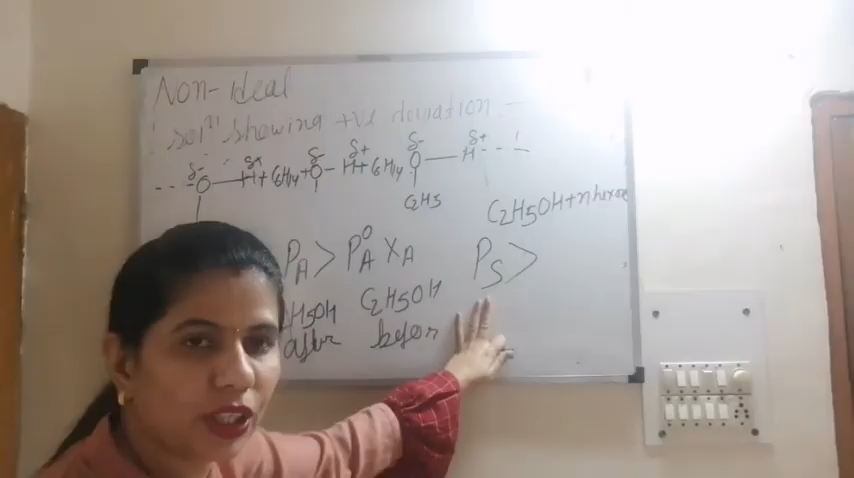 Non-ideal
solⁿ showing +ve deviation -
δ- δ+ δ- δ+ δ- δ+
--- O — H + C6H14 + O - H + C6H14 O — H ---
C2H5
C2H5OH + n hexane
PA > P°A XA PS >
C2H5OH C2H5OH
after before